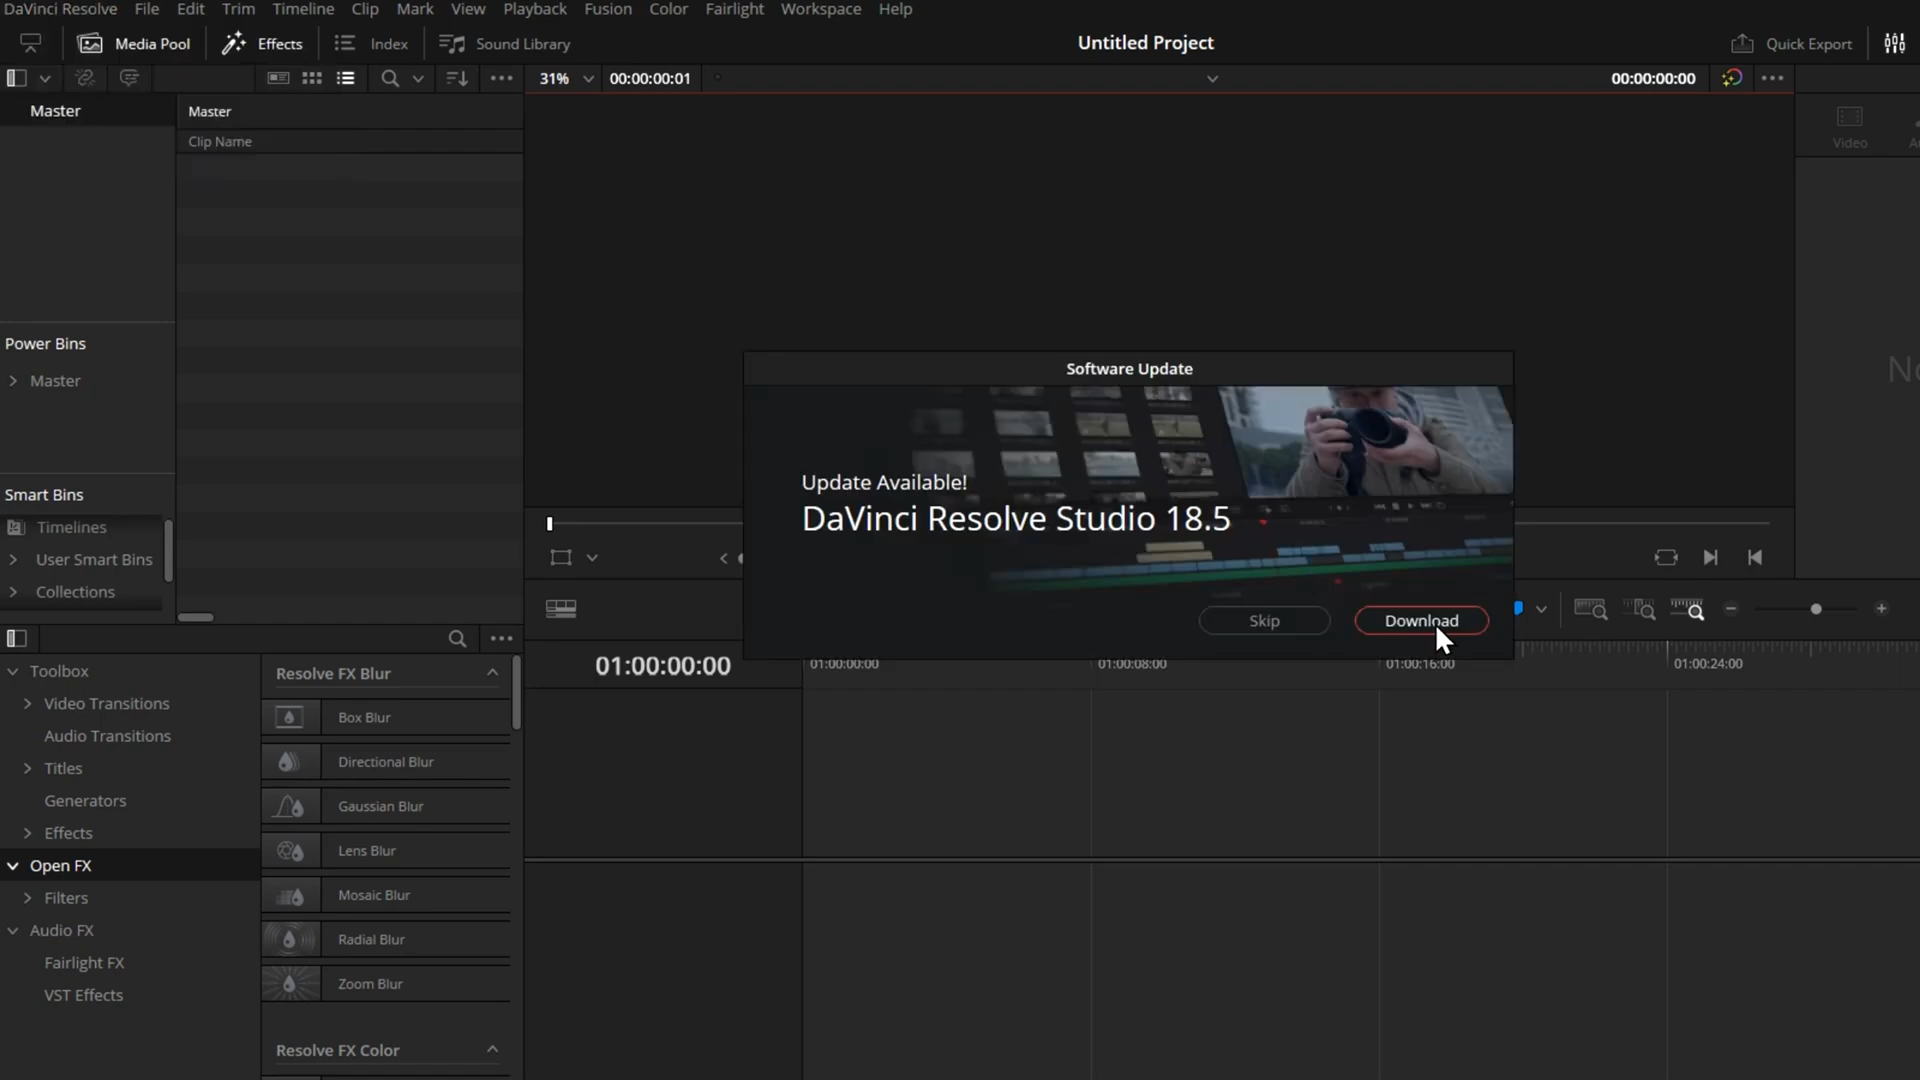 DaVinci Resolve File Edit Trim Timeline Clip Mark View Playback Fusion Color Fairlight Workspace Help
Media Pool Effects Index Sound Library Untitled Project Quick Export
31% 00:00:00:01 00:00:00:00
Master Master
Clip Name
Video
Power Bins
Master
Smart Bins
Timelines
User Smart Bins
Collections
Software Update
Update Available!
DaVinci Resolve Studio 18.5
Skip Download
01:00:00:00 01:00:00:00 01:00:08:00 01:00:16:00 01:00:24:00
Toolbox
Video Transitions
Audio Transitions
Titles
Generators
Effects
Open FX
Filters
Audio FX
Fairlight FX
VST Effects
Resolve FX Blur
Box Blur
Directional Blur
Gaussian Blur
Lens Blur
Mosaic Blur
Radial Blur
Zoom Blur
Resolve FX Color